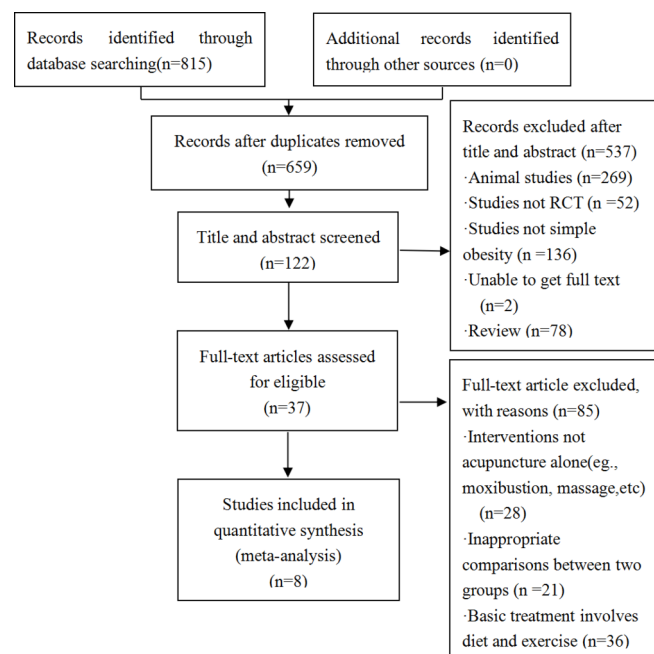 Records identified through
database searching(n=815)
Additional records identified
through other sources (n=0)
Records after duplicates removed
(n=659)
Records excluded after
title and abstract (n=537)
·Animal studies (n=269)
·Studies not RCT (n =52)
·Studies not simple
obesity (n =136)
·Unable to get full text
(n=2)
·Review (n=78)
Title and abstract screened
(n=122)
Full-text articles assessed
for eligible
(n=37)
Full-text article excluded,
with reasons (n=85)
·Interventions not
acupuncture alone(eg.,
moxibustion, massage,etc)
(n=28)
·Inappropriate
comparisons between two
groups (n =21)
·Basic treatment involves
diet and exercise (n=36)
Studies included in
quantitative synthesis
(meta-analysis)
(n=8)